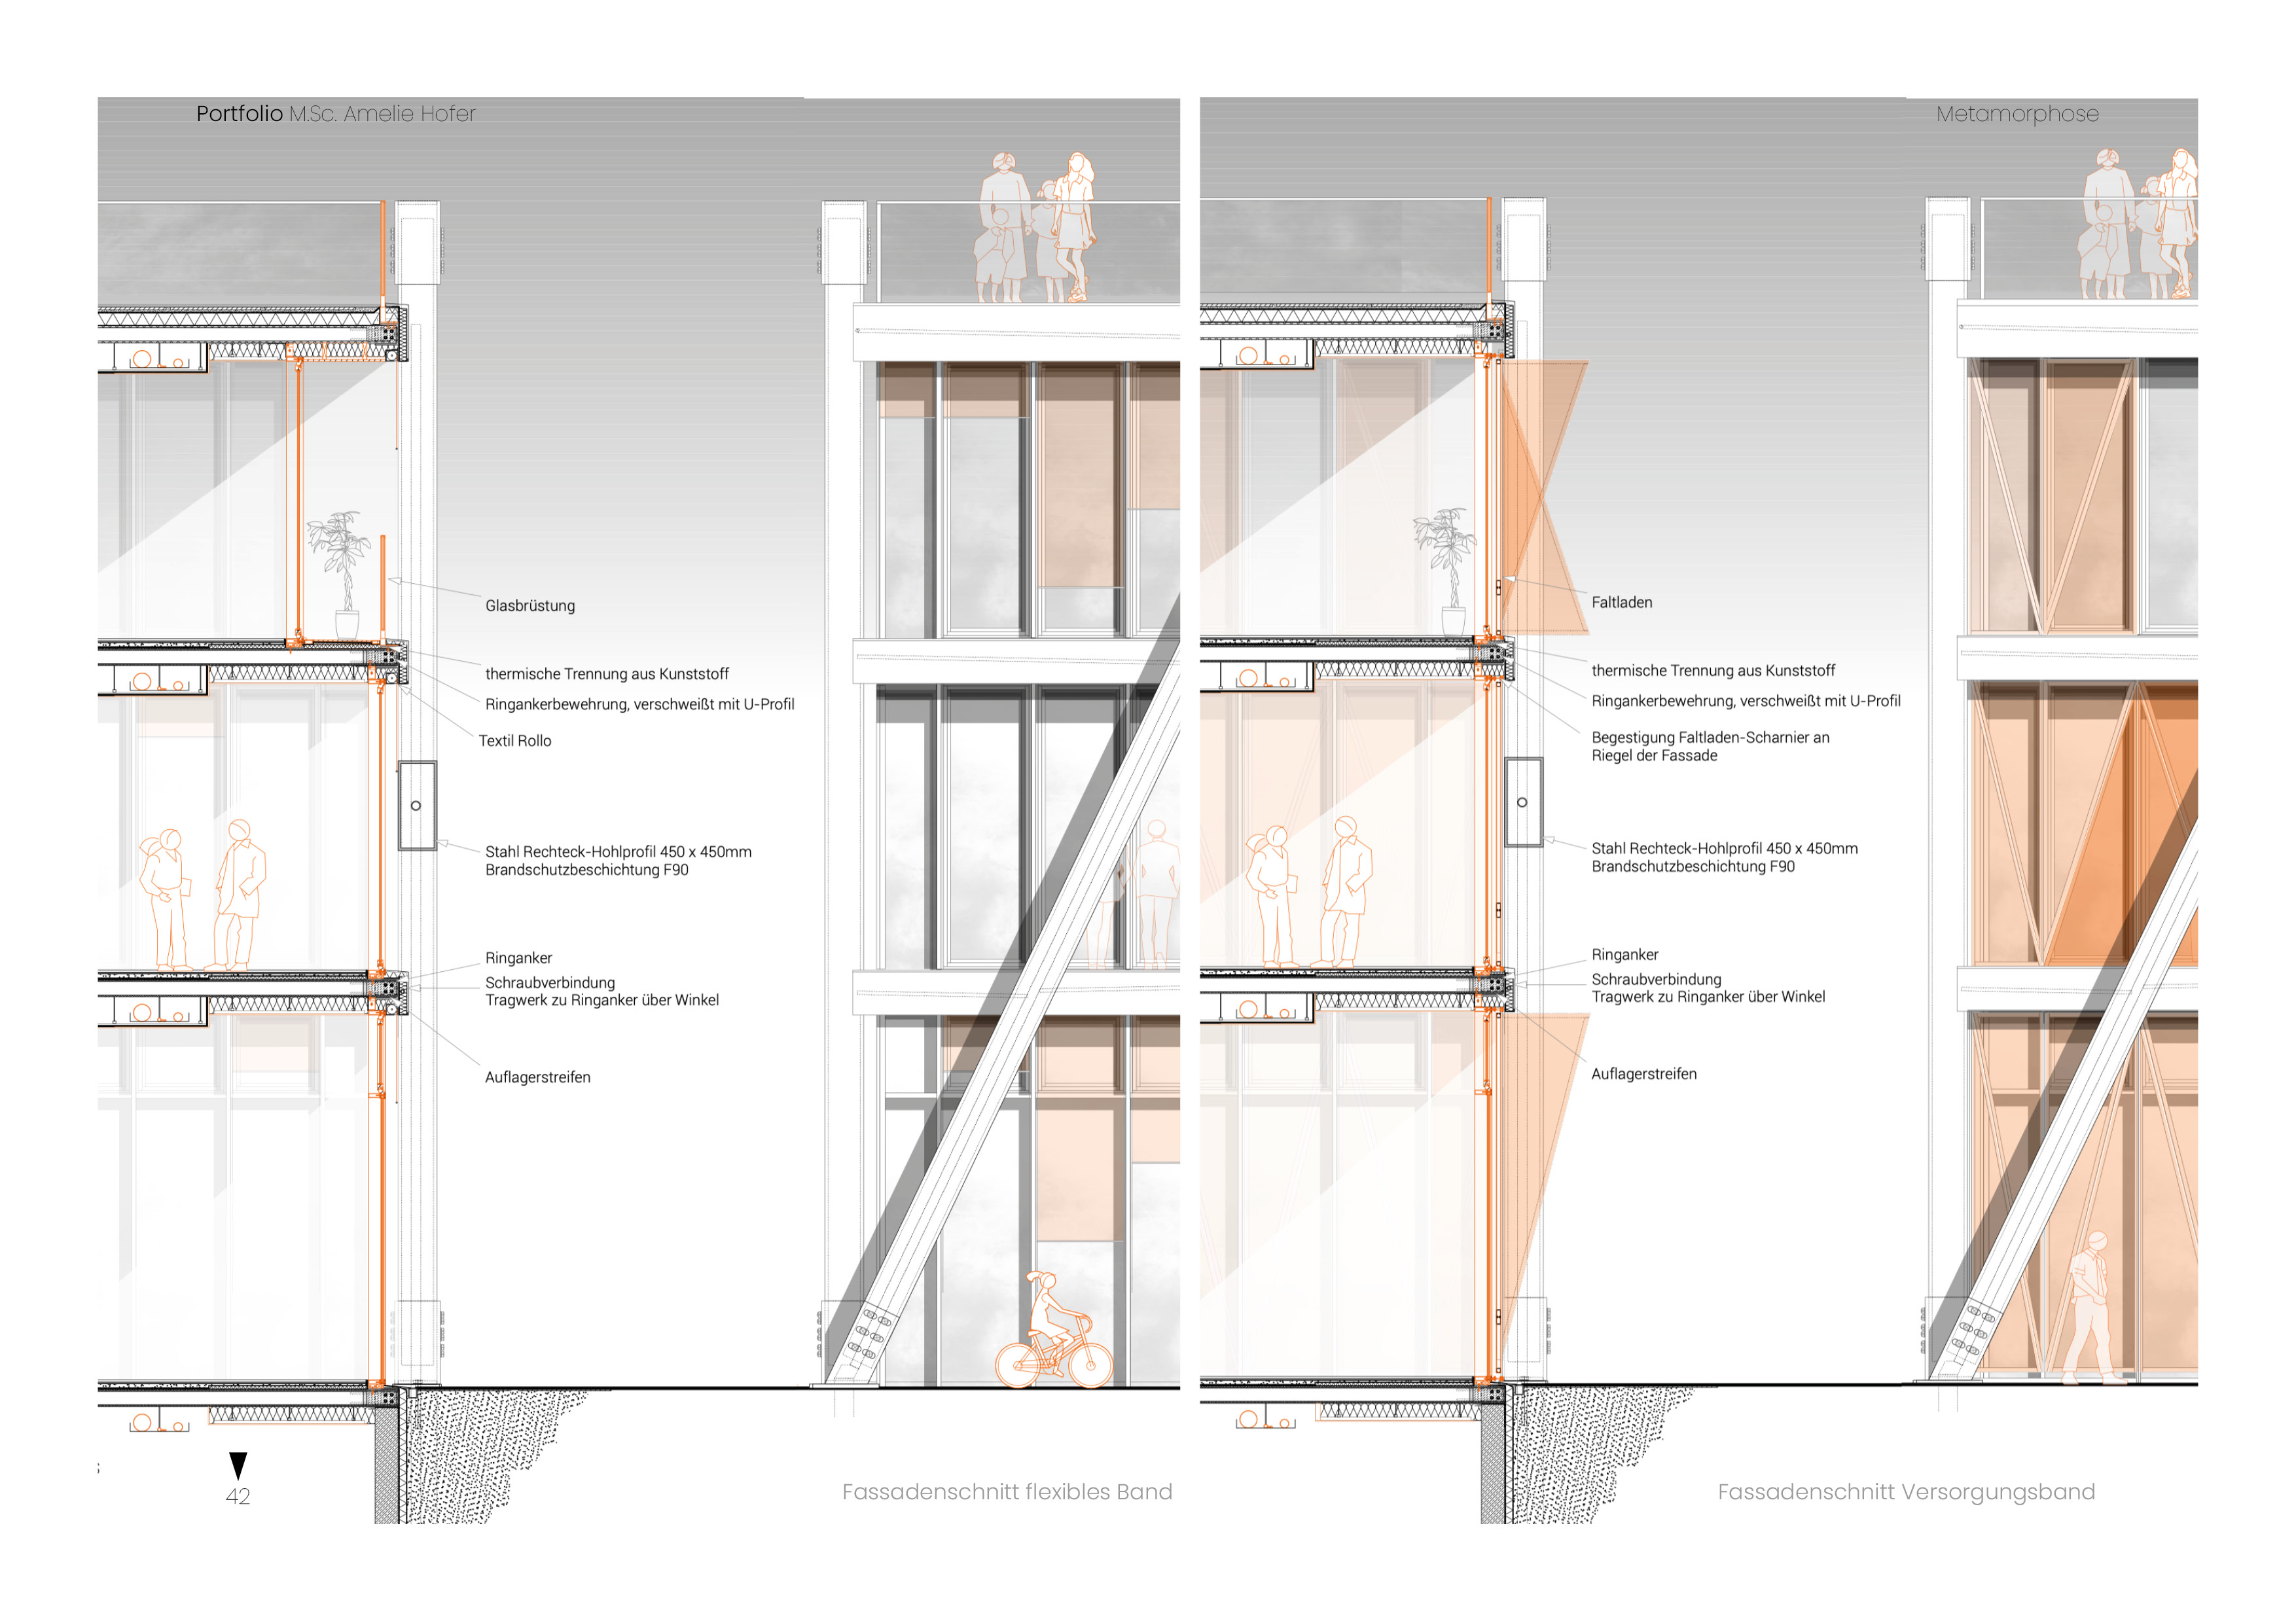 Portfolio M.Sc. Amelie Hofer
Metamorphose
Glasbrüstung
thermische Trennung aus Kunststoff
Ringankerbewehrung, verschweißt mit U-Profil
Textil Rollo
Stahl Rechteck-Hohlprofil 450 x 450mm
Brandschutzbeschichtung F90
Ringanker
Schraubverbindung
Tragwerk zu Ringanker über Winkel
Auflagerstreifen
Faltladen
thermische Trennung aus Kunststoff
Ringankerbewehrung, verschweißt mit U-Profil
Begestigung Faltladen-Scharnier an
Riegel der Fassade
Stahl Rechteck-Hohlprofil 450 x 450mm
Brandschutzbeschichtung F90
Ringanker
Schraubverbindung
Tragwerk zu Ringanker über Winkel
Auflagerstreifen
42
Fassadenschnitt flexibles Band
Fassadenschnitt Versorgungsband